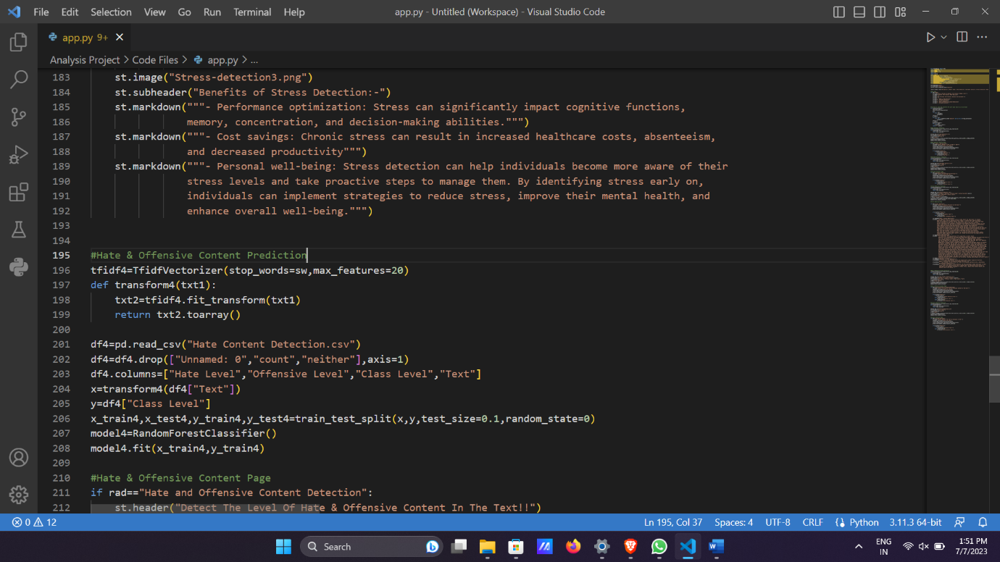 File Edit Selection View Go Run Terminal Help app.py - Untitled (Workspace) - Visual Studio Code
app.py 9+
Analysis Project > Code Files > app.py > ...
183 st.image("Stress-detection3.png")
184 st.subheader("Benefits of Stress Detection:-")
185 st.markdown("""- Performance optimization: Stress can significantly impact cognitive functions,
186 memory, concentration, and decision-making abilities.""")
187 st.markdown("""- Cost savings: Chronic stress can result in increased healthcare costs, absenteeism,
188 and decreased productivity""")
189 st.markdown("""- Personal well-being: Stress detection can help individuals become more aware of their
190 stress levels and take proactive steps to manage them. By identifying stress early on,
191 individuals can implement strategies to reduce stress, improve their mental health, and
192 enhance overall well-being.""")
193
194
195 #Hate & Offensive Content Prediction
196 tfidf4=TfidfVectorizer(stop_words=sw,max_features=20)
197 def transform4(txt1):
198 txt2=tfidf4.fit_transform(txt1)
199 return txt2.toarray()
200
201 df4=pd.read_csv("Hate Content Detection.csv")
202 df4=df4.drop(["Unnamed: 0","count","neither"],axis=1)
203 df4.columns=["Hate Level","Offensive Level","Class Level","Text"]
204 x=transform4(df4["Text"])
205 y=df4["Class Level"]
206 x_train4,x_test4,y_train4,y_test4=train_test_split(x,y,test_size=0.1,random_state=0)
207 model4=RandomForestClassifier()
208 model4.fit(x_train4,y_train4)
209
210 #Hate & Offensive Content Page
211 if rad=="Hate and Offensive Content Detection":
212 st.header("Detect The Level Of Hate & Offensive Content In The Text!!")
0 12 Ln 195, Col 37 Spaces: 4 UTF-8 CRLF Python 3.11.3 64-bit
Search ENG 1:51 PM
IN 7/7/2023